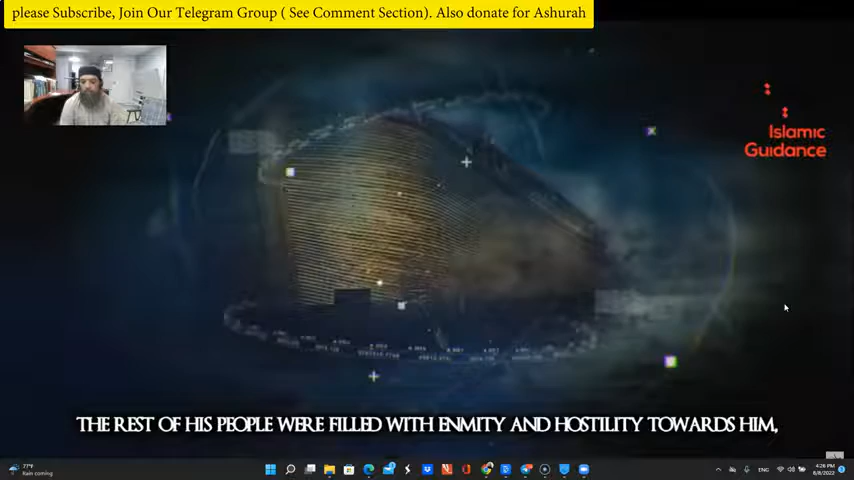 please Subscribe, Join Our Telegram Group ( See Comment Section). Also donate for Ashurah
Islamic
Guidance
THE REST OF HIS PEOPLE WERE FILLED WITH ENMITY AND HOSTILITY TOWARDS HIM,
77°F
Rain coming
ENG
4:26 PM
8/8/2022